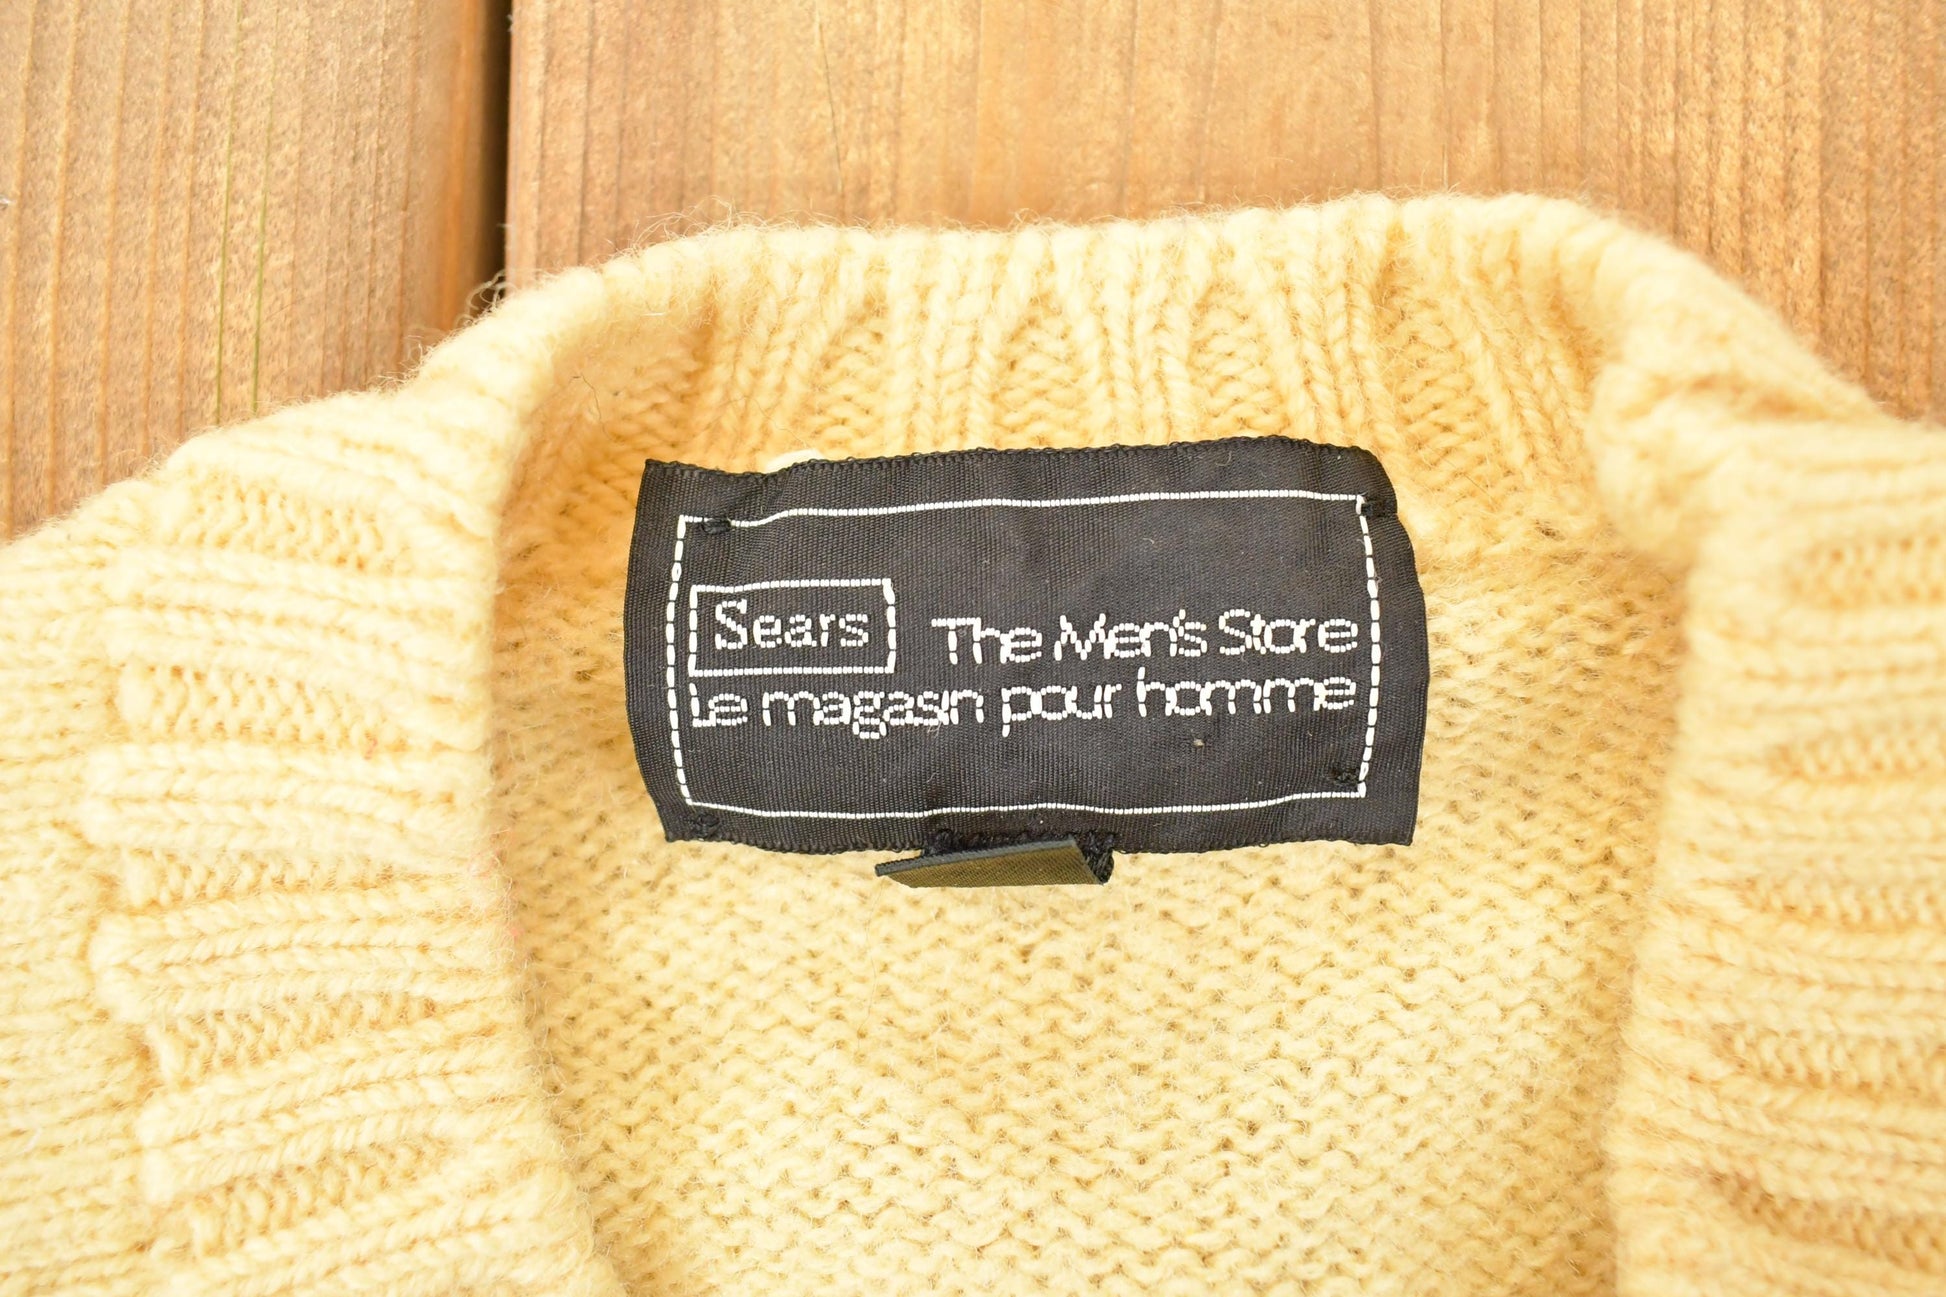 Sears The Men's Store
Le magasin pour homme